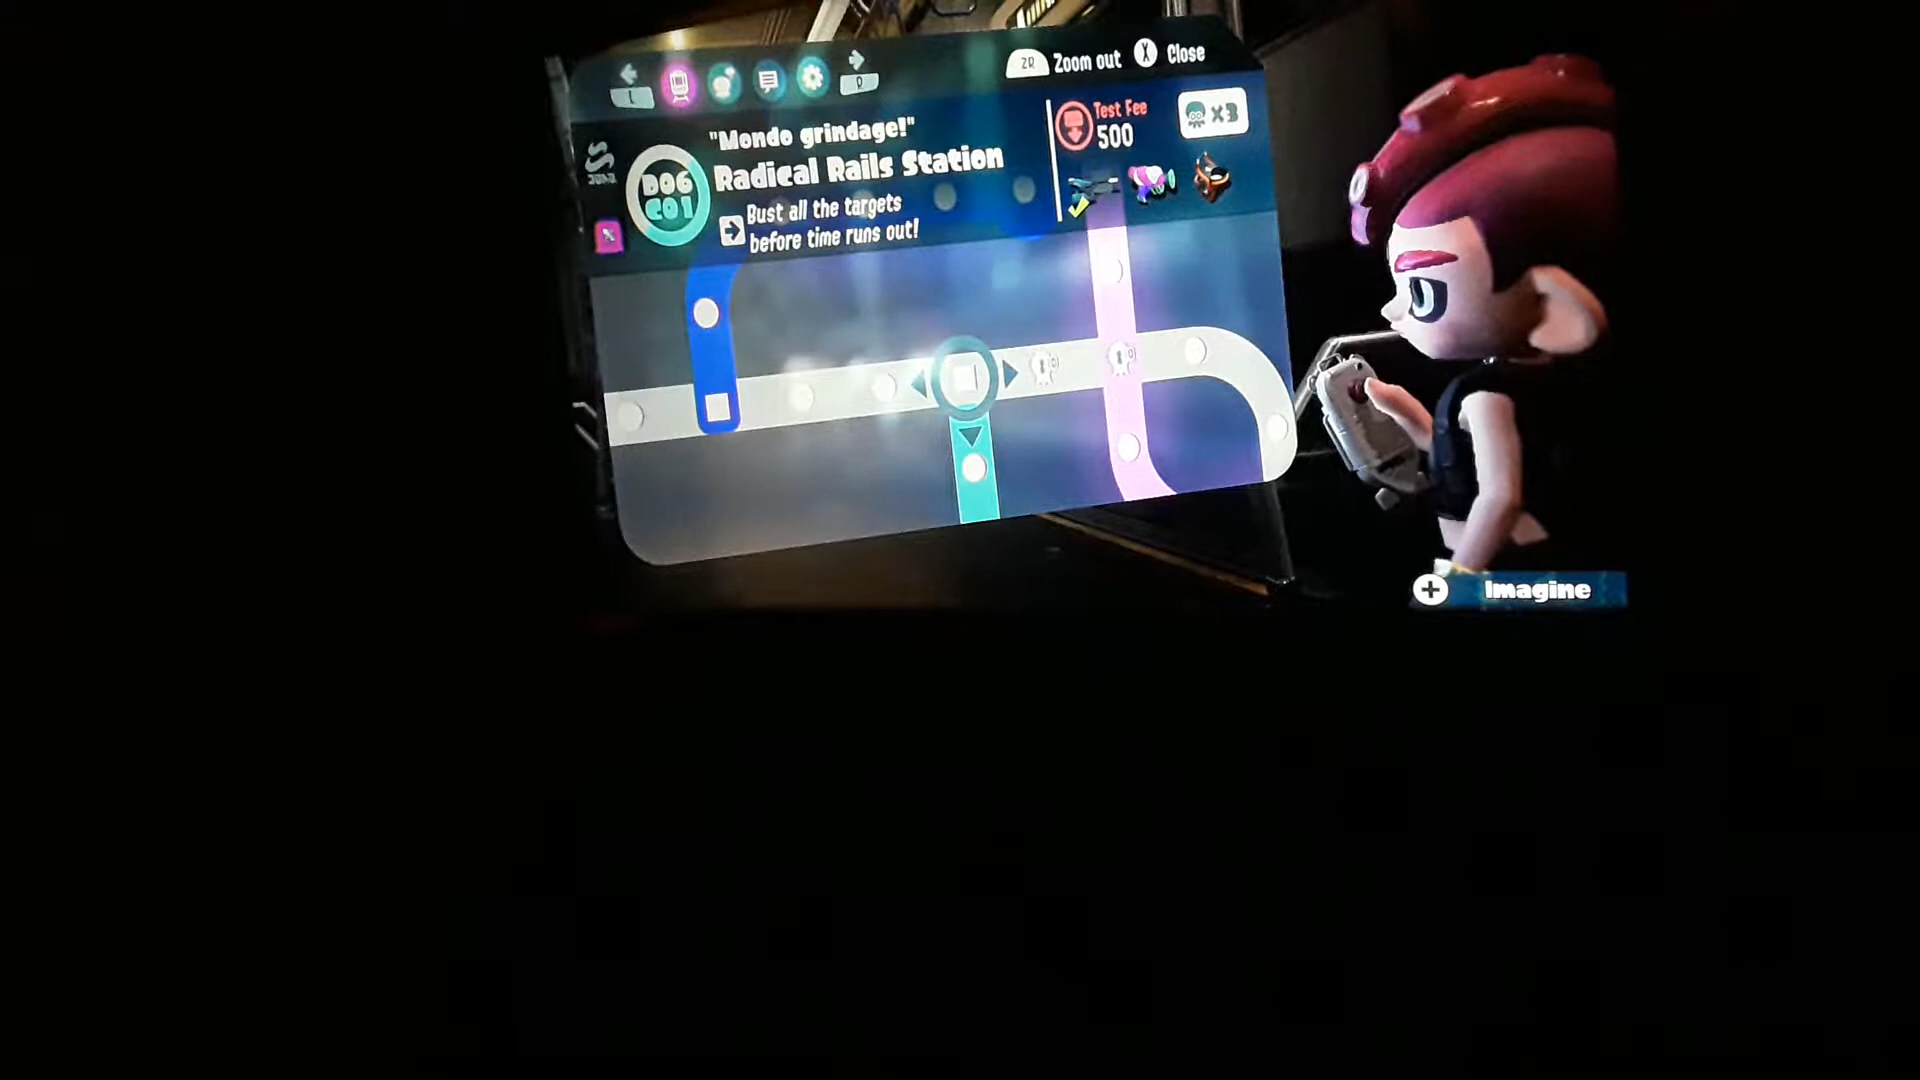 L
R
ZR Zoom out X Close
"Mondo grindage!"
Radical Rails Station
D06
C01
Bust all the targets
before time runs out!
Test Fee
500
x3
Imagine